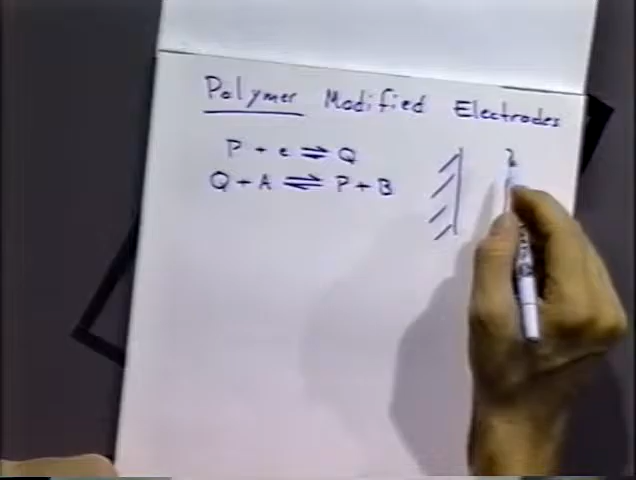 Polymer Modified Electrodes
P + e ⇌ Q
Q + A ⇌ P + B